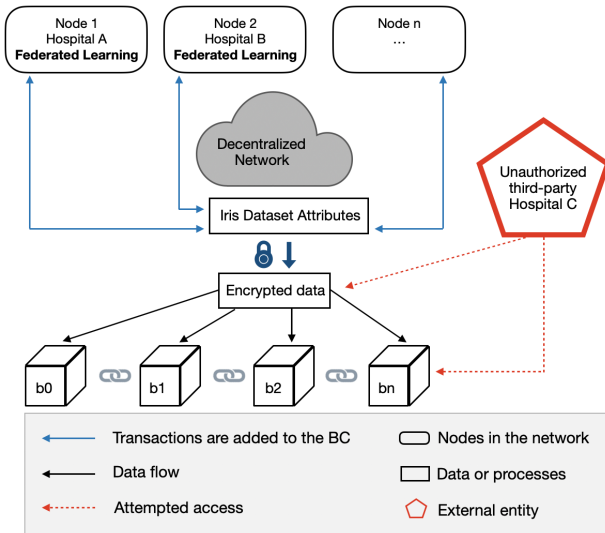 Node 1
Hospital A
Federated Learning
Node 2
Hospital B
Federated Learning
Node n
...
Decentralized
Network
Unauthorized
third-party
Hospital C
Iris Dataset Attributes
Encrypted data
b0
b1
b2
bn
Transactions are added to the BC
Nodes in the network
Data flow
Data or processes
Attempted access
External entity